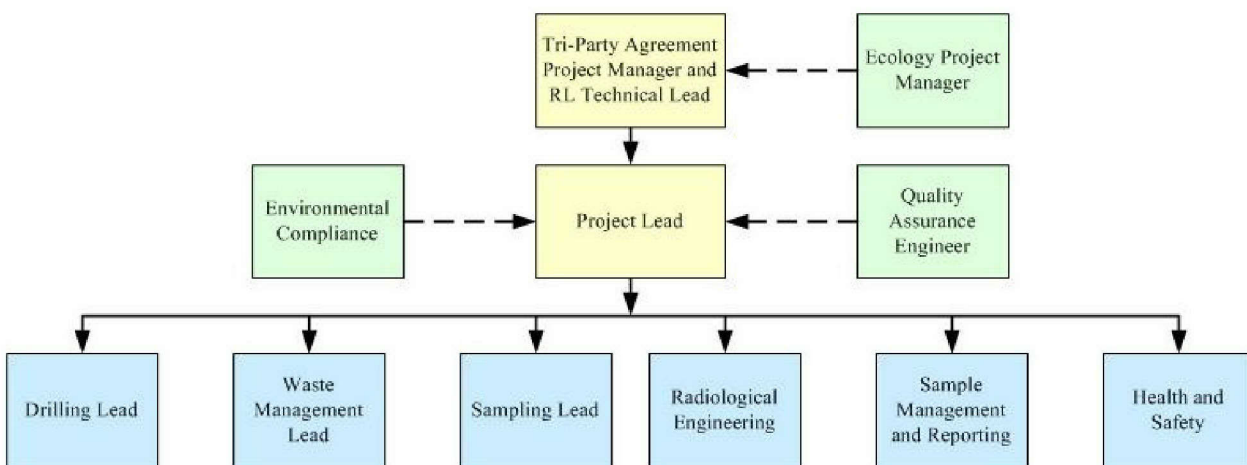 Tri-Party Agreement
Project Manager and
RL Technical Lead
Ecology Project
Manager
Environmental
Compliance
Project Lead
Quality
Assurance
Engineer
Drilling Lead
Waste
Management
Lead
Sampling Lead
Radiological
Engineering
Sample
Management
and Reporting
Health and
Safety